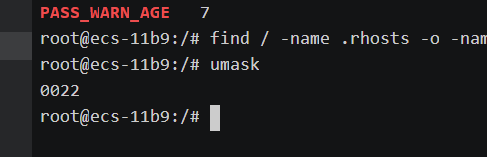 PASS_WARN_AGE   7
root@ecs-11b9:/# find / -name .rhosts -o -nam
root@ecs-11b9:/# umask
0022
root@ecs-11b9:/#